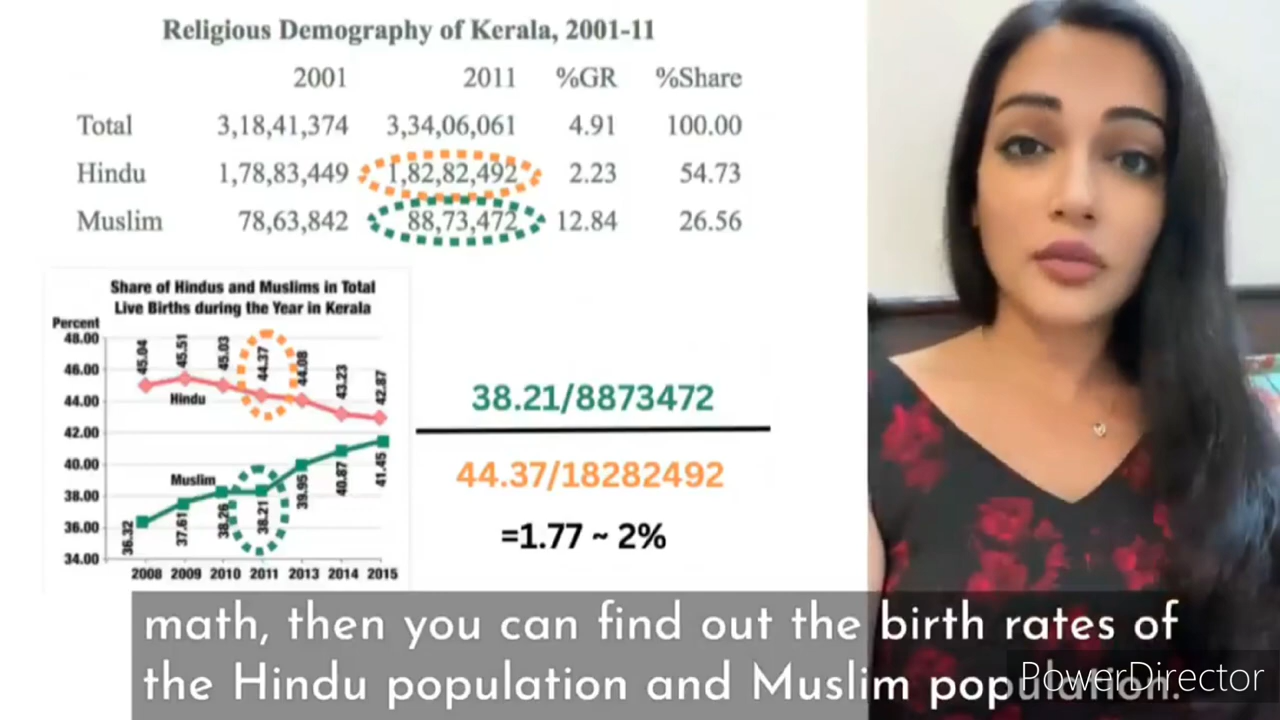 Religious Demography of Kerala, 2001-11
2001 2011 %GR %Share
Total 3,18,41,374 3,34,06,061 4.91 100.00
Hindu 1,78,83,449 1,82,82,492 2.23 54.73
Muslim 78,63,842 88,73,472 12.84 26.56
Share of Hindus and Muslims in Total
Live Births during the Year in Kerala
Percent
48.00
46.00
44.00
42.00
40.00
38.00
36.00
34.00
45.04 45.51 45.03 44.37 44.08 43.23 42.87
Hindu
Muslim
36.32 37.61 38.26 38.21 39.95 40.87 41.45
2008 2009 2010 2011 2013 2014 2015
38.21/8873472
44.37/18282492
=1.77 ~ 2%
math, then you can find out the birth rates of
the Hindu population and Muslim population.
PowerDirector